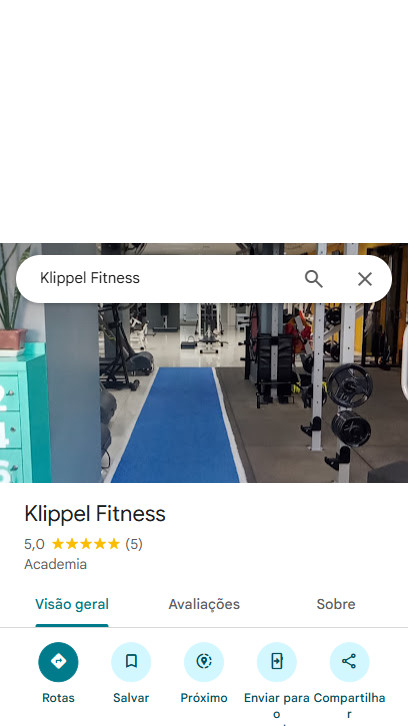 Klippel Fitness
Klippel Fitness
5,0 (5)
Academia
Visão geral Avaliações Sobre
Rotas Salvar Próximo Enviar para o Compartilhar